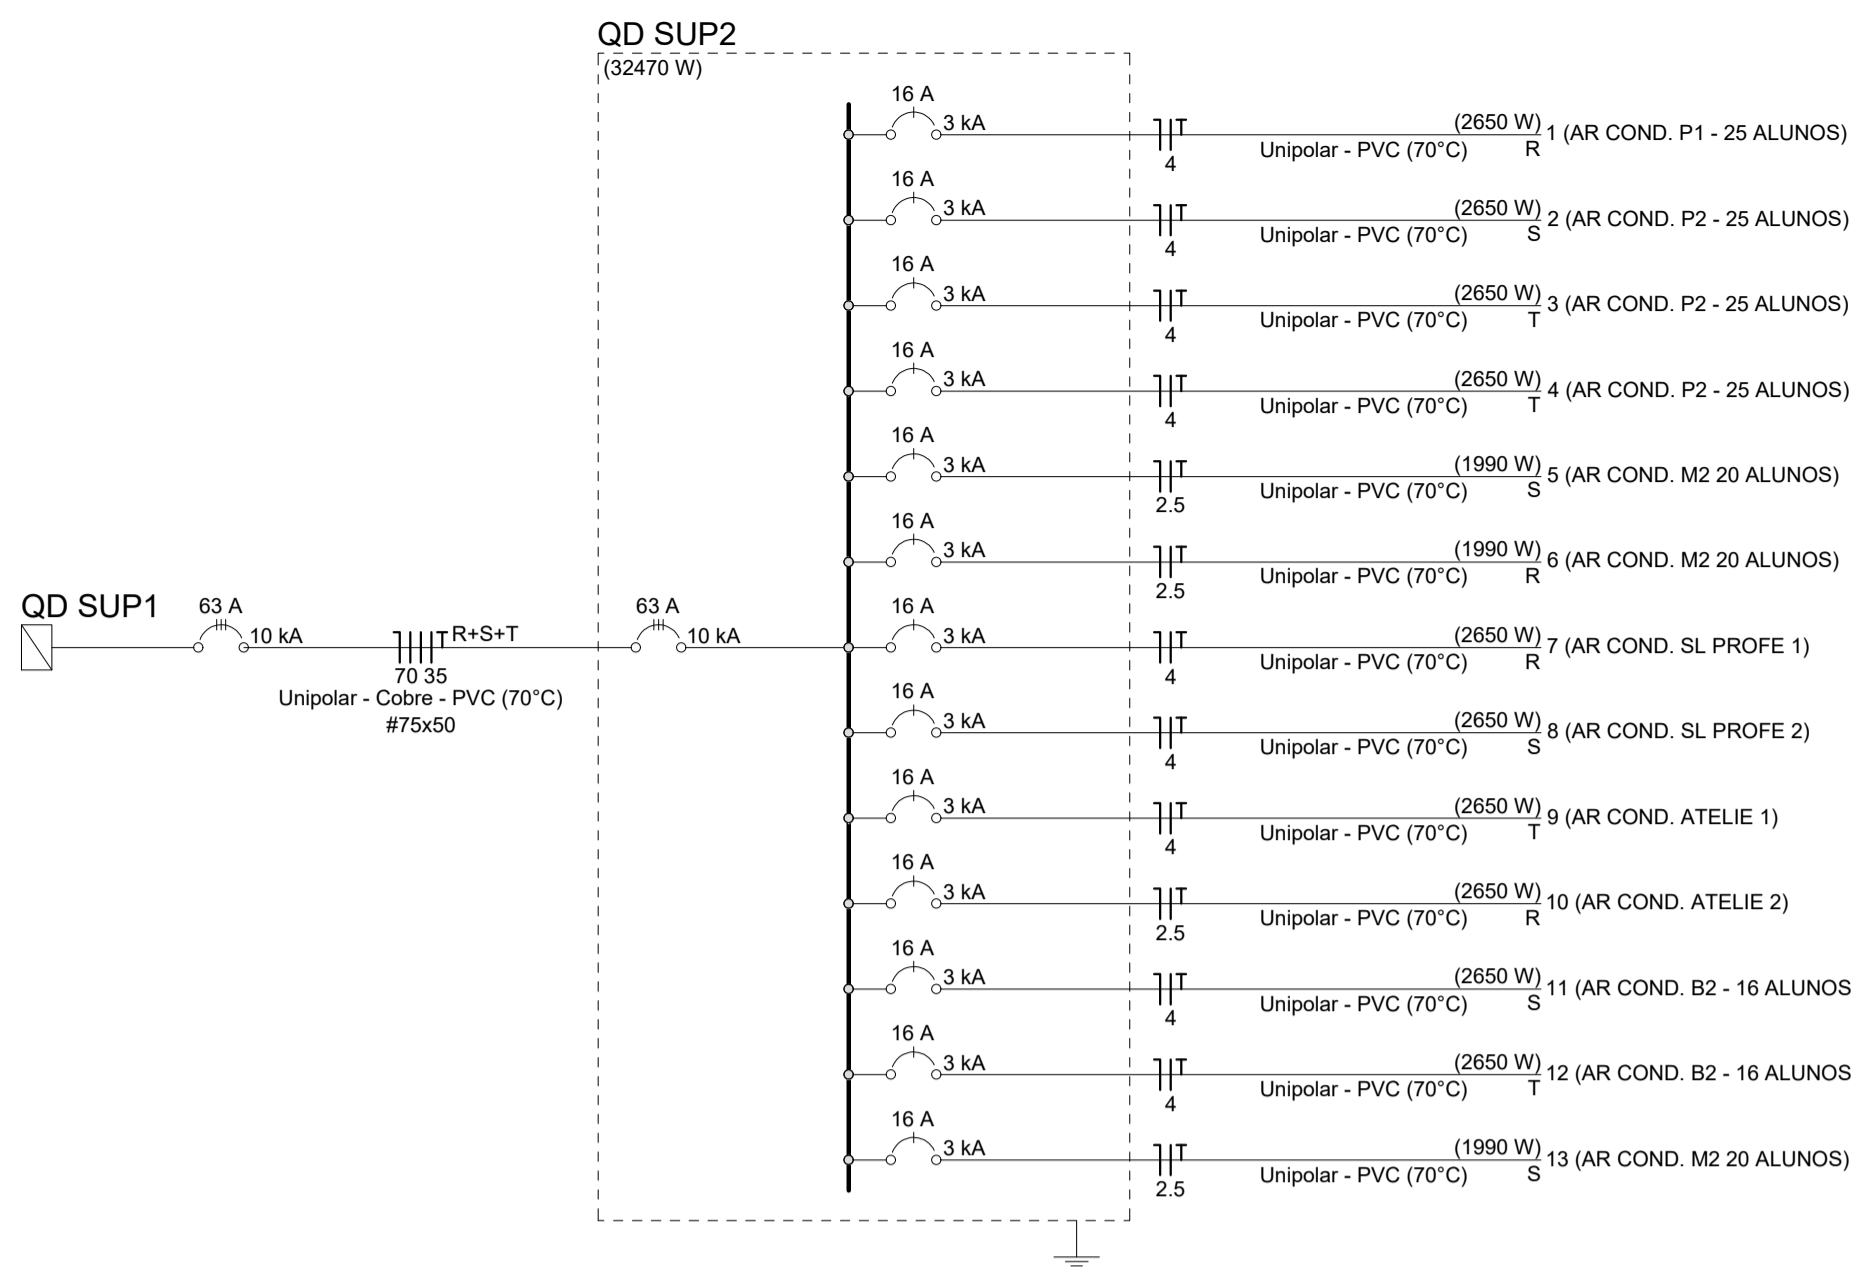 QD SUP2
(32470 W)
16 A
3 kA
4
(2650 W)
Unipolar - PVC (70°C)
R
1 (AR COND. P1 - 25 ALUNOS)
16 A
3 kA
4
(2650 W)
Unipolar - PVC (70°C)
S
2 (AR COND. P2 - 25 ALUNOS)
16 A
3 kA
4
(2650 W)
Unipolar - PVC (70°C)
T
3 (AR COND. P2 - 25 ALUNOS)
16 A
3 kA
4
(2650 W)
Unipolar - PVC (70°C)
T
4 (AR COND. P2 - 25 ALUNOS)
16 A
3 kA
2.5
(1990 W)
Unipolar - PVC (70°C)
S
5 (AR COND. M2 20 ALUNOS)
16 A
3 kA
2.5
(1990 W)
Unipolar - PVC (70°C)
R
6 (AR COND. M2 20 ALUNOS)
QD SUP1
63 A
10 kA
R+S+T
70 35
Unipolar - Cobre - PVC (70°C)
#75x50
63 A
10 kA
16 A
3 kA
4
(2650 W)
Unipolar - PVC (70°C)
R
7 (AR COND. SL PROFE 1)
16 A
3 kA
4
(2650 W)
Unipolar - PVC (70°C)
S
8 (AR COND. SL PROFE 2)
16 A
3 kA
4
(2650 W)
Unipolar - PVC (70°C)
T
9 (AR COND. ATELIE 1)
16 A
3 kA
2.5
(2650 W)
Unipolar - PVC (70°C)
R
10 (AR COND. ATELIE 2)
16 A
3 kA
4
(2650 W)
Unipolar - PVC (70°C)
S
11 (AR COND. B2 - 16 ALUNOS
16 A
3 kA
4
(2650 W)
Unipolar - PVC (70°C)
T
12 (AR COND. B2 - 16 ALUNOS
16 A
3 kA
2.5
(1990 W)
Unipolar - PVC (70°C)
S
13 (AR COND. M2 20 ALUNOS)